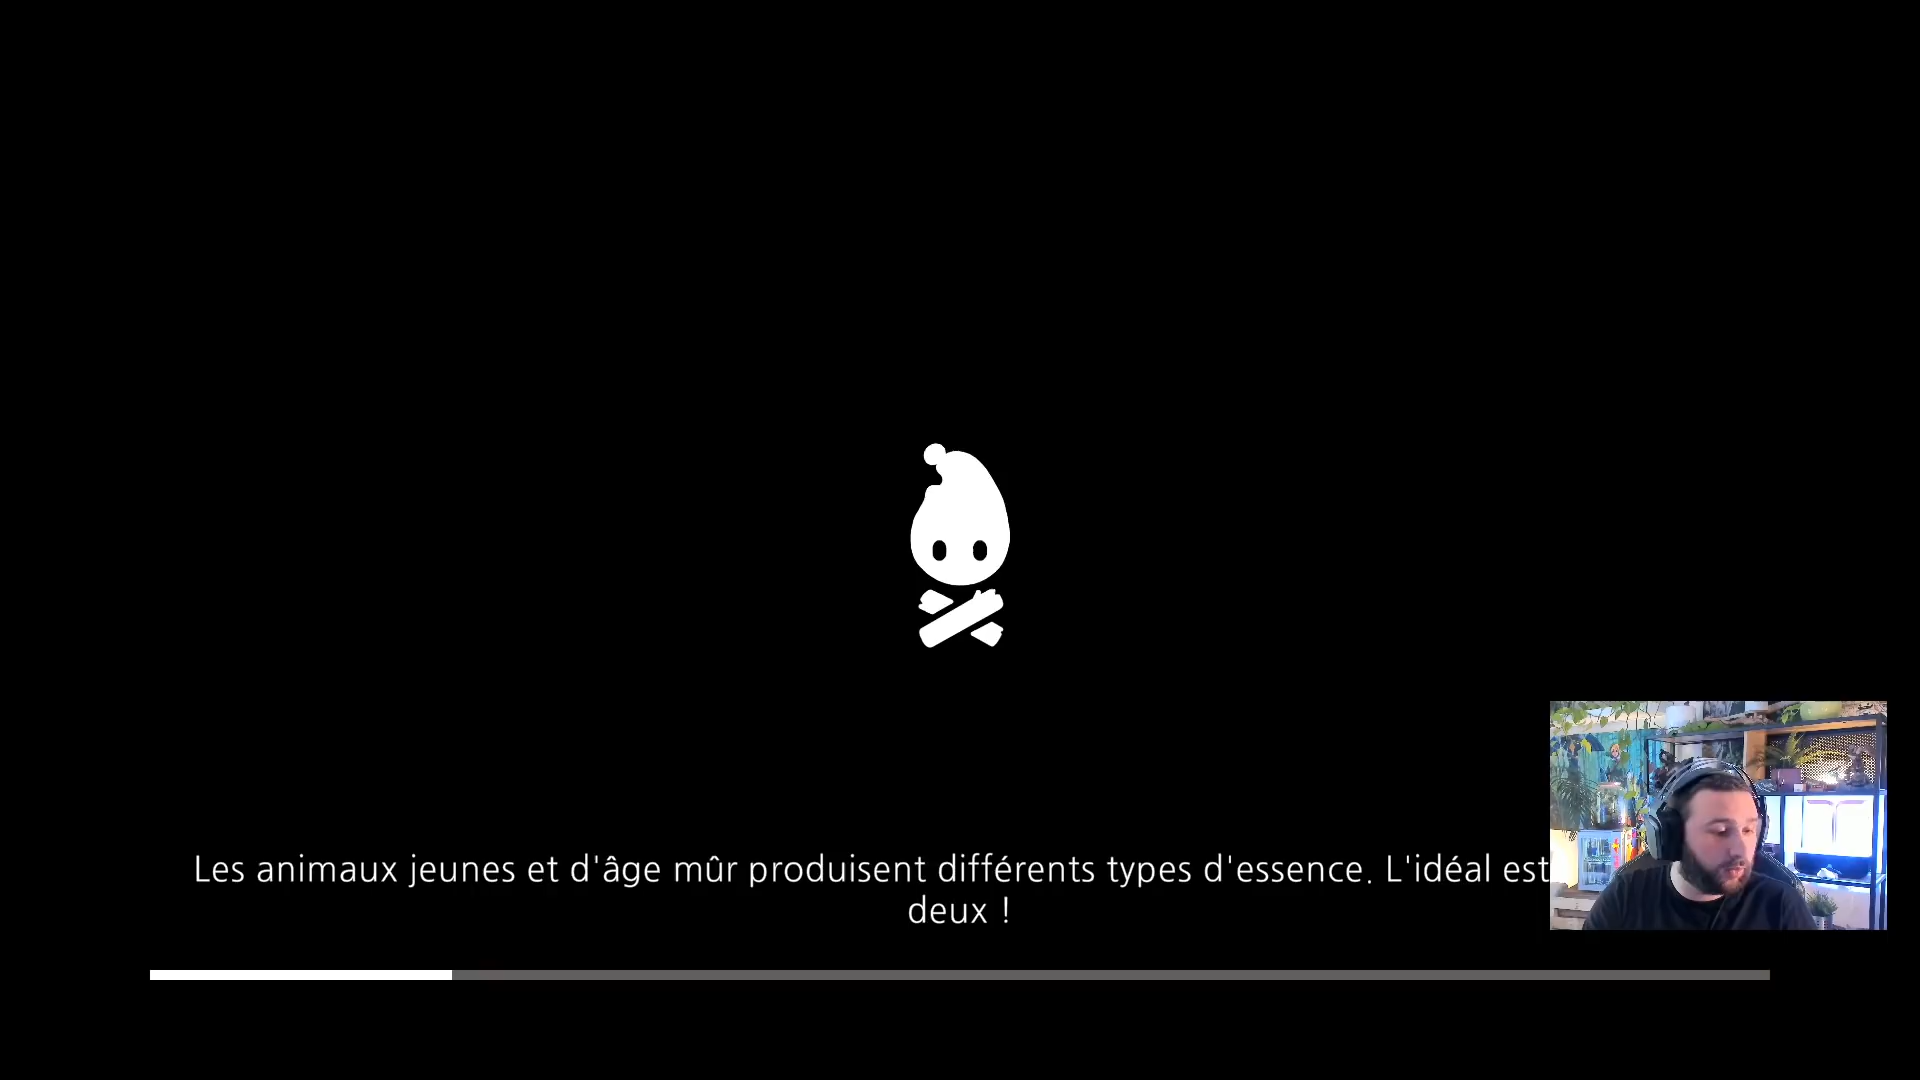 Les animaux jeunes et d'âge mûr produisent différents types d'essence. L'idéal est
deux !